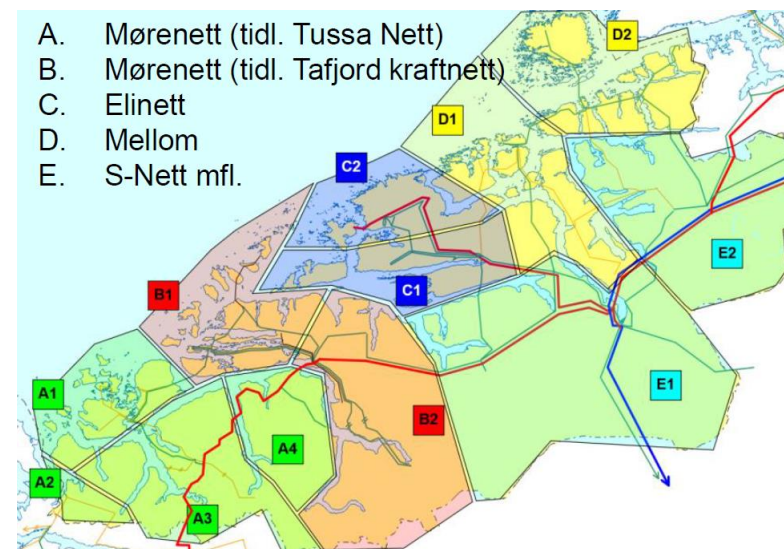 A. Mørenett (tidl. Tussa Nett)
B. Mørenett (tidl. Tafjord kraftnett)
C. Elinett
D. Mellom
E. S-Nett mfl.
D2
D1
C2
E2
B1
C1
A1
E1
B2
A4
A2
A3